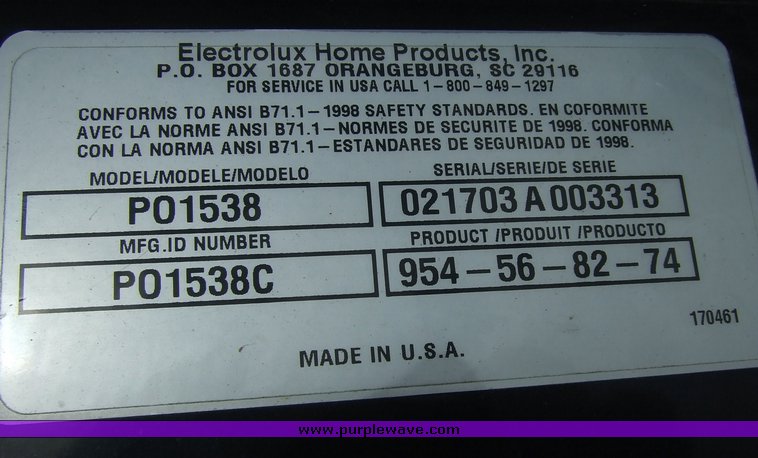 Electrolux Home Products, Inc.
P.O. BOX 1687 ORANGEBURG, SC 29116
FOR SERVICE IN USA CALL 1-800-849-1297
CONFORMS TO ANSI B71.1-1998 SAFETY STANDARDS. EN COFORMITE
AVEC LA NORME ANSI B71.1-NORMES DE SECURITE DE 1998. CONFORMA
CON LA NORMA ANSI B71.1-ESTANDARES DE SEGURIDAD DE 1998.
MODEL/MODELE/MODELO
PO1538
SERIAL/SERIE/DE SERIE
021703 A 003313
MFG.ID NUMBER
PO1538C
PRODUCT /PRODUIT /PRODUCTO
954-56-82-74
170461
MADE IN U.S.A.
www.purplewave.com